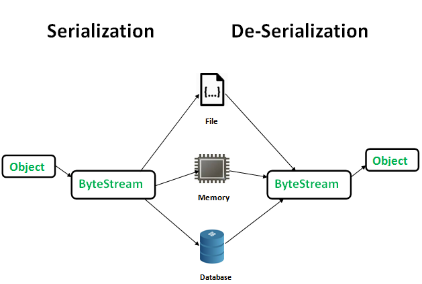 Serialization
De-Serialization
{...}
File
Object
ByteStream
Memory
ByteStream
Object
Database